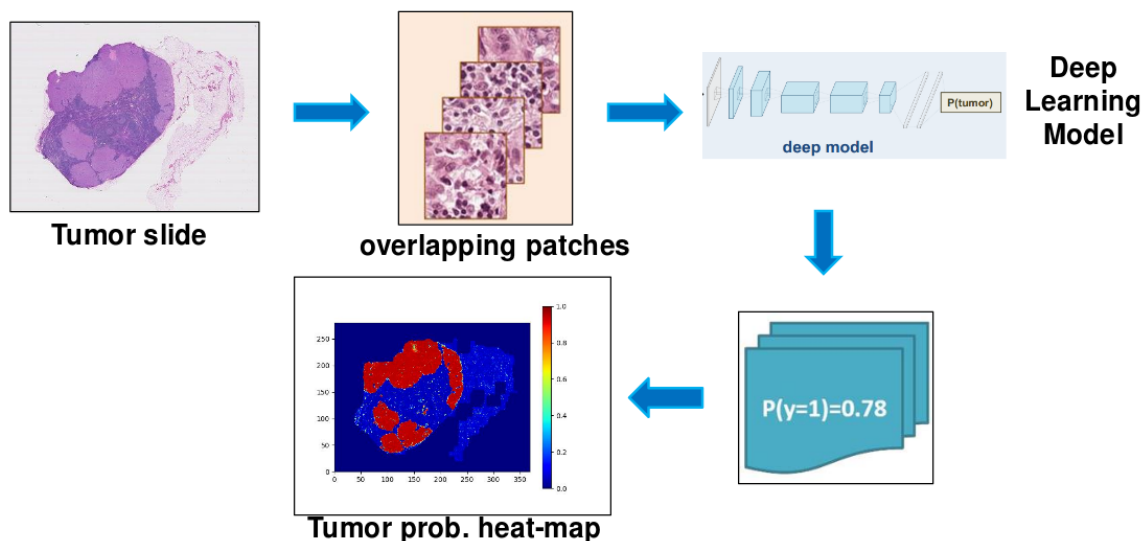 Tumor slide
overlapping patches
P(tumor)
deep model
Deep
Learning
Model
P(y=1)=0.78
250
200
150
100
50
0
0 50 100 150 200 250 300 350
1.0
0.8
0.6
0.4
0.2
0.0
Tumor prob. heat-map